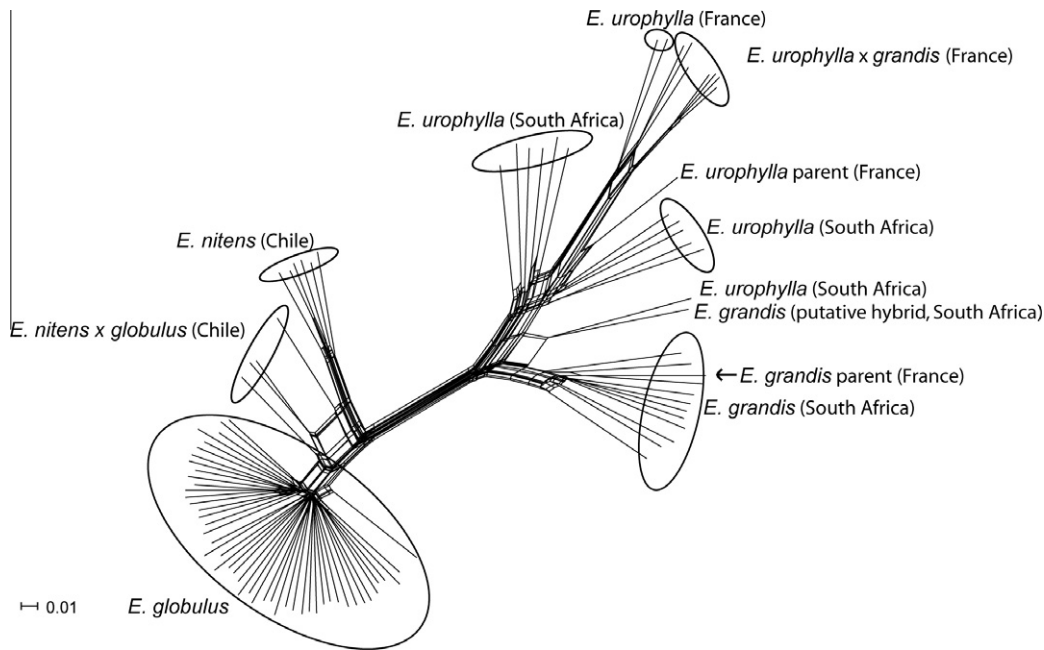 E. urophylla (France)
E. urophylla x grandis (France)
E. urophylla (South Africa)
E. urophylla parent (France)
E. urophylla (South Africa)
E. nitens (Chile)
E. urophylla (South Africa)
E. grandis (putative hybrid, South Africa)
E. nitens x globulus (Chile)
←E. grandis parent (France)
E. grandis (South Africa)
0.01
E. globulus